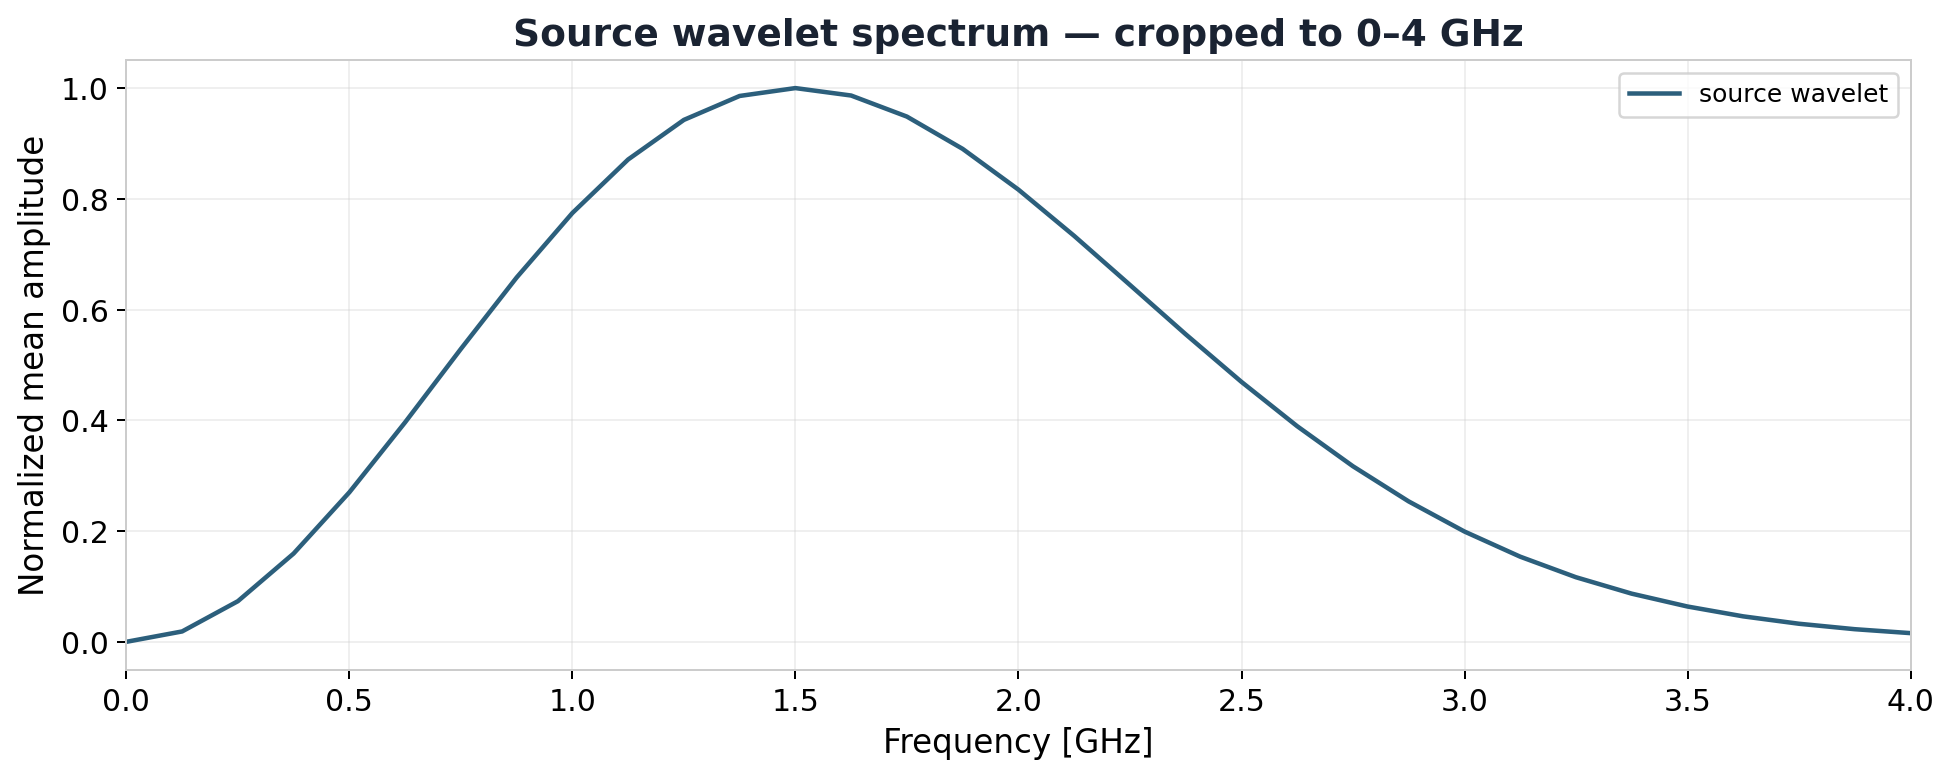 Source wavelet spectrum — cropped to 0–4 GHz
source wavelet
Normalized mean amplitude
1.0
0.8
0.6
0.4
0.2
0.0
0.0 0.5 1.0 1.5 2.0 2.5 3.0 3.5 4.0
Frequency [GHz]